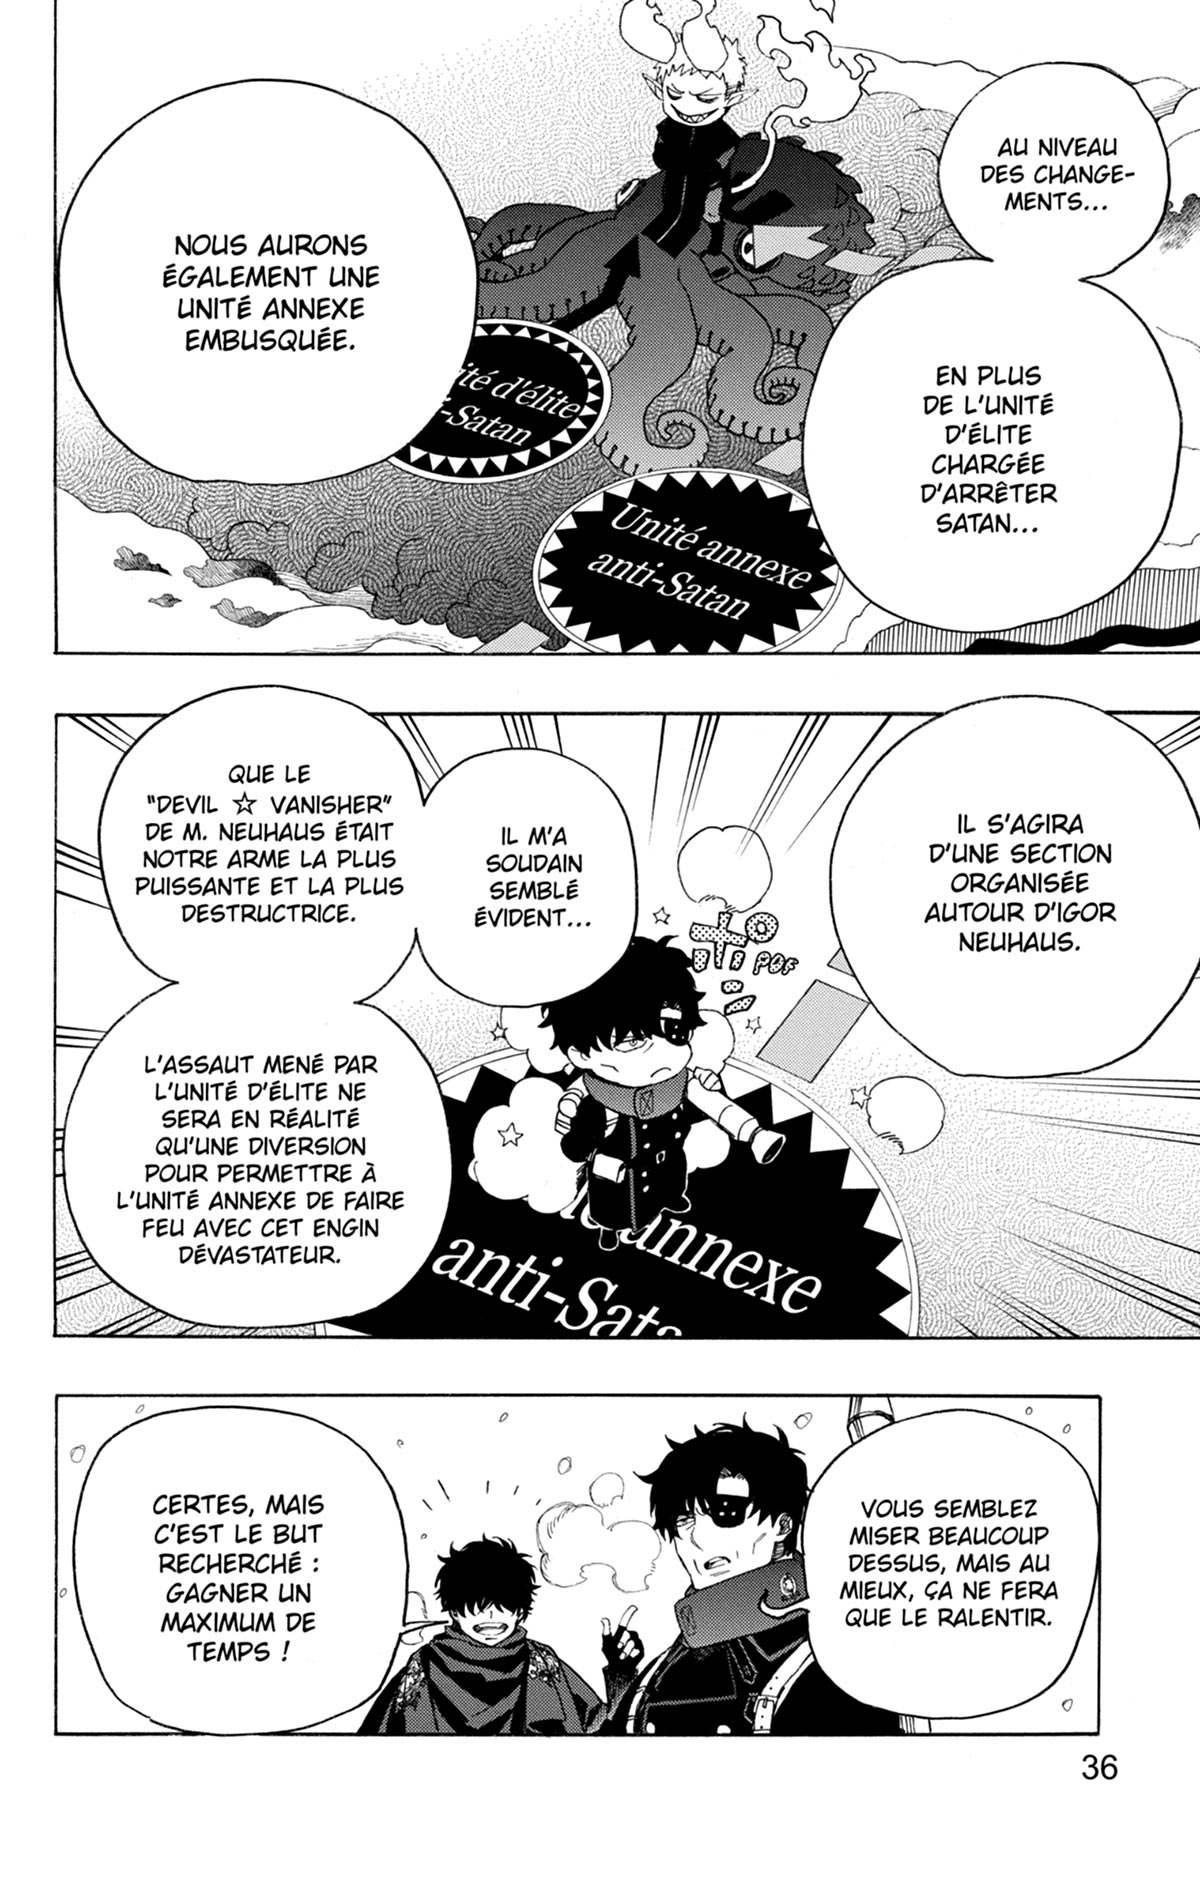 AU NIVEAU
DES CHANGE-
MENTS...
EN PLUS
DE L'UNITÉ
D'ÉLITE
CHARGÉE
D'ARRÊTER
SATAN...
NOUS AURONS
ÉGALEMENT UNE
UNITÉ ANNEXE
EMBUSQUÉE.
ité d'élite
i-Satan
Unité annexe
anti-Satan
IL S'AGIRA
D'UNE SECTION
ORGANISÉE
AUTOUR D'IGOR
NEUHAUS.
IL M'A
SOUDAIN
SEMBLÉ
ÉVIDENT...
QUE LE
"DEVIL ☆ VANISHER"
DE M. NEUHAUS ÉTAIT
NOTRE ARME LA PLUS
PUISSANTE ET LA PLUS
DESTRUCTRICE.
POF
L'ASSAUT MENÉ PAR
L'UNITÉ D'ÉLITE NE
SERA EN RÉALITÉ
QU'UNE DIVERSION
POUR PERMETTRE À
L'UNITÉ ANNEXE DE FAIRE
FEU AVEC CET ENGIN
DÉVASTATEUR.
annexe
anti-Sata
VOUS SEMBLEZ
MISER BEAUCOUP
DESSUS, MAIS AU
MIEUX, ÇA NE FERA
QUE LE RALENTIR.
CERTES, MAIS
C'EST LE BUT
RECHERCHÉ :
GAGNER UN
MAXIMUM DE
TEMPS !
36